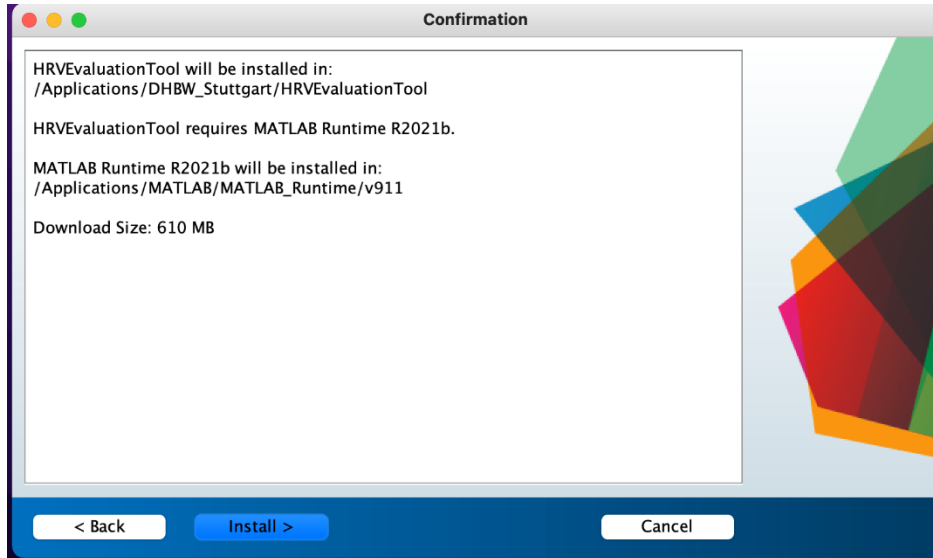 Confirmation
HRVEvaluationTool will be installed in:
/Applications/DHBW_Stuttgart/HRVEvaluationTool
HRVEvaluationTool requires MATLAB Runtime R2021b.
MATLAB Runtime R2021b will be installed in:
/Applications/MATLAB/MATLAB_Runtime/v911
Download Size: 610 MB
< Back
Install >
Cancel